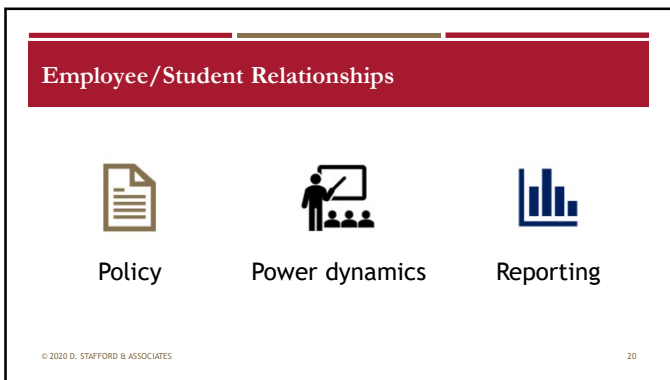 Employee/Student Relationships
Policy
Power dynamics
Reporting
© 2020 D. STAFFORD & ASSOCIATES
20